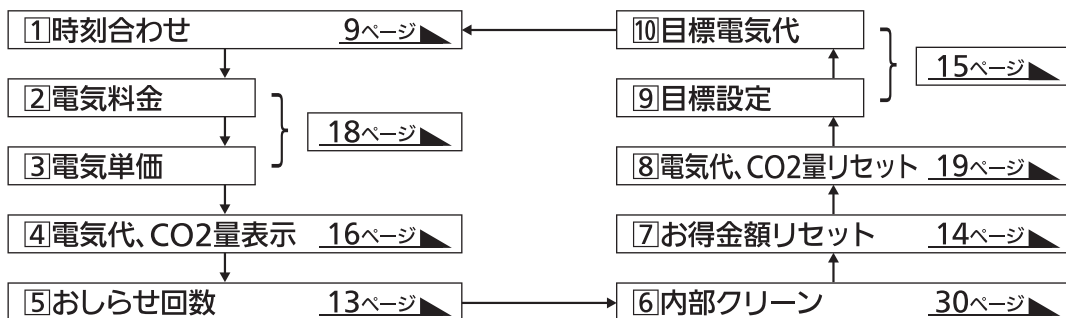 1時刻合わせ 9ページ
2電気料金
3電気単価
18ページ
4電気代、CO2量表示 16ページ
5おしらせ回数 13ページ
6内部クリーン 30ページ
7お得金額リセット 14ページ
8電気代、CO2量リセット 19ページ
9目標設定
10目標電気代
15ページ